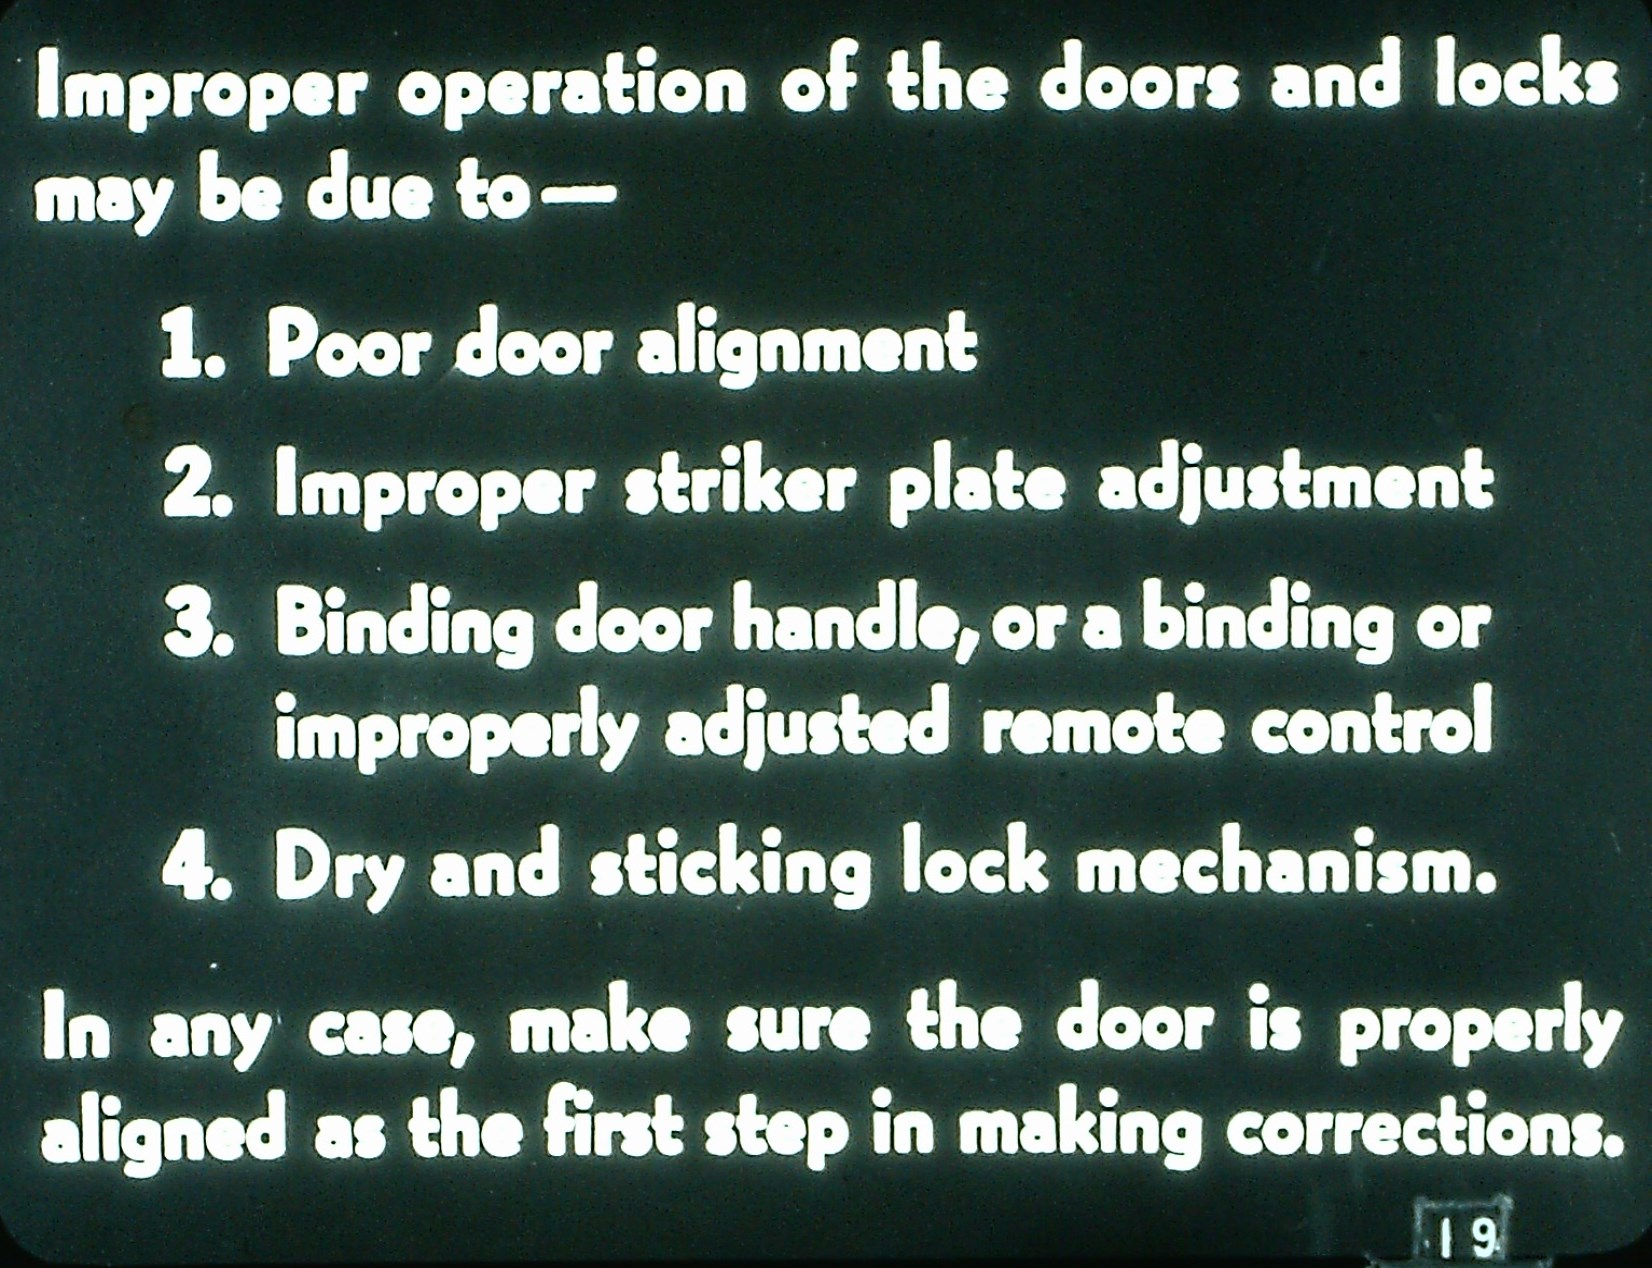 Improper operation of the doors and locks
may be due to—
1. Poor door alignment
2. Improper striker plate adjustment
3. Binding door handle, or a binding or
improperly adjusted remote control
4. Dry and sticking lock mechanism.
In any case, make sure the door is properly
aligned as the first step in making corrections.
19